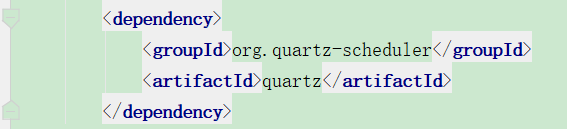 <dependency>
<groupId>org.quartz-scheduler</groupId>
<artifactId>quartz</artifactId>
</dependency>